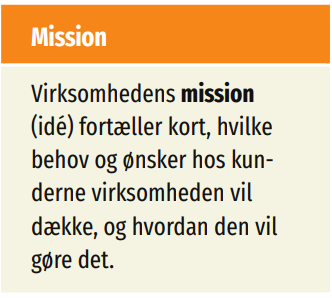 Mission
Virksomhedens mission
(idé) fortæller kort, hvilke
behov og ønsker hos kun-
derne virksomheden vil
dække, og hvordan den vil
gøre det.